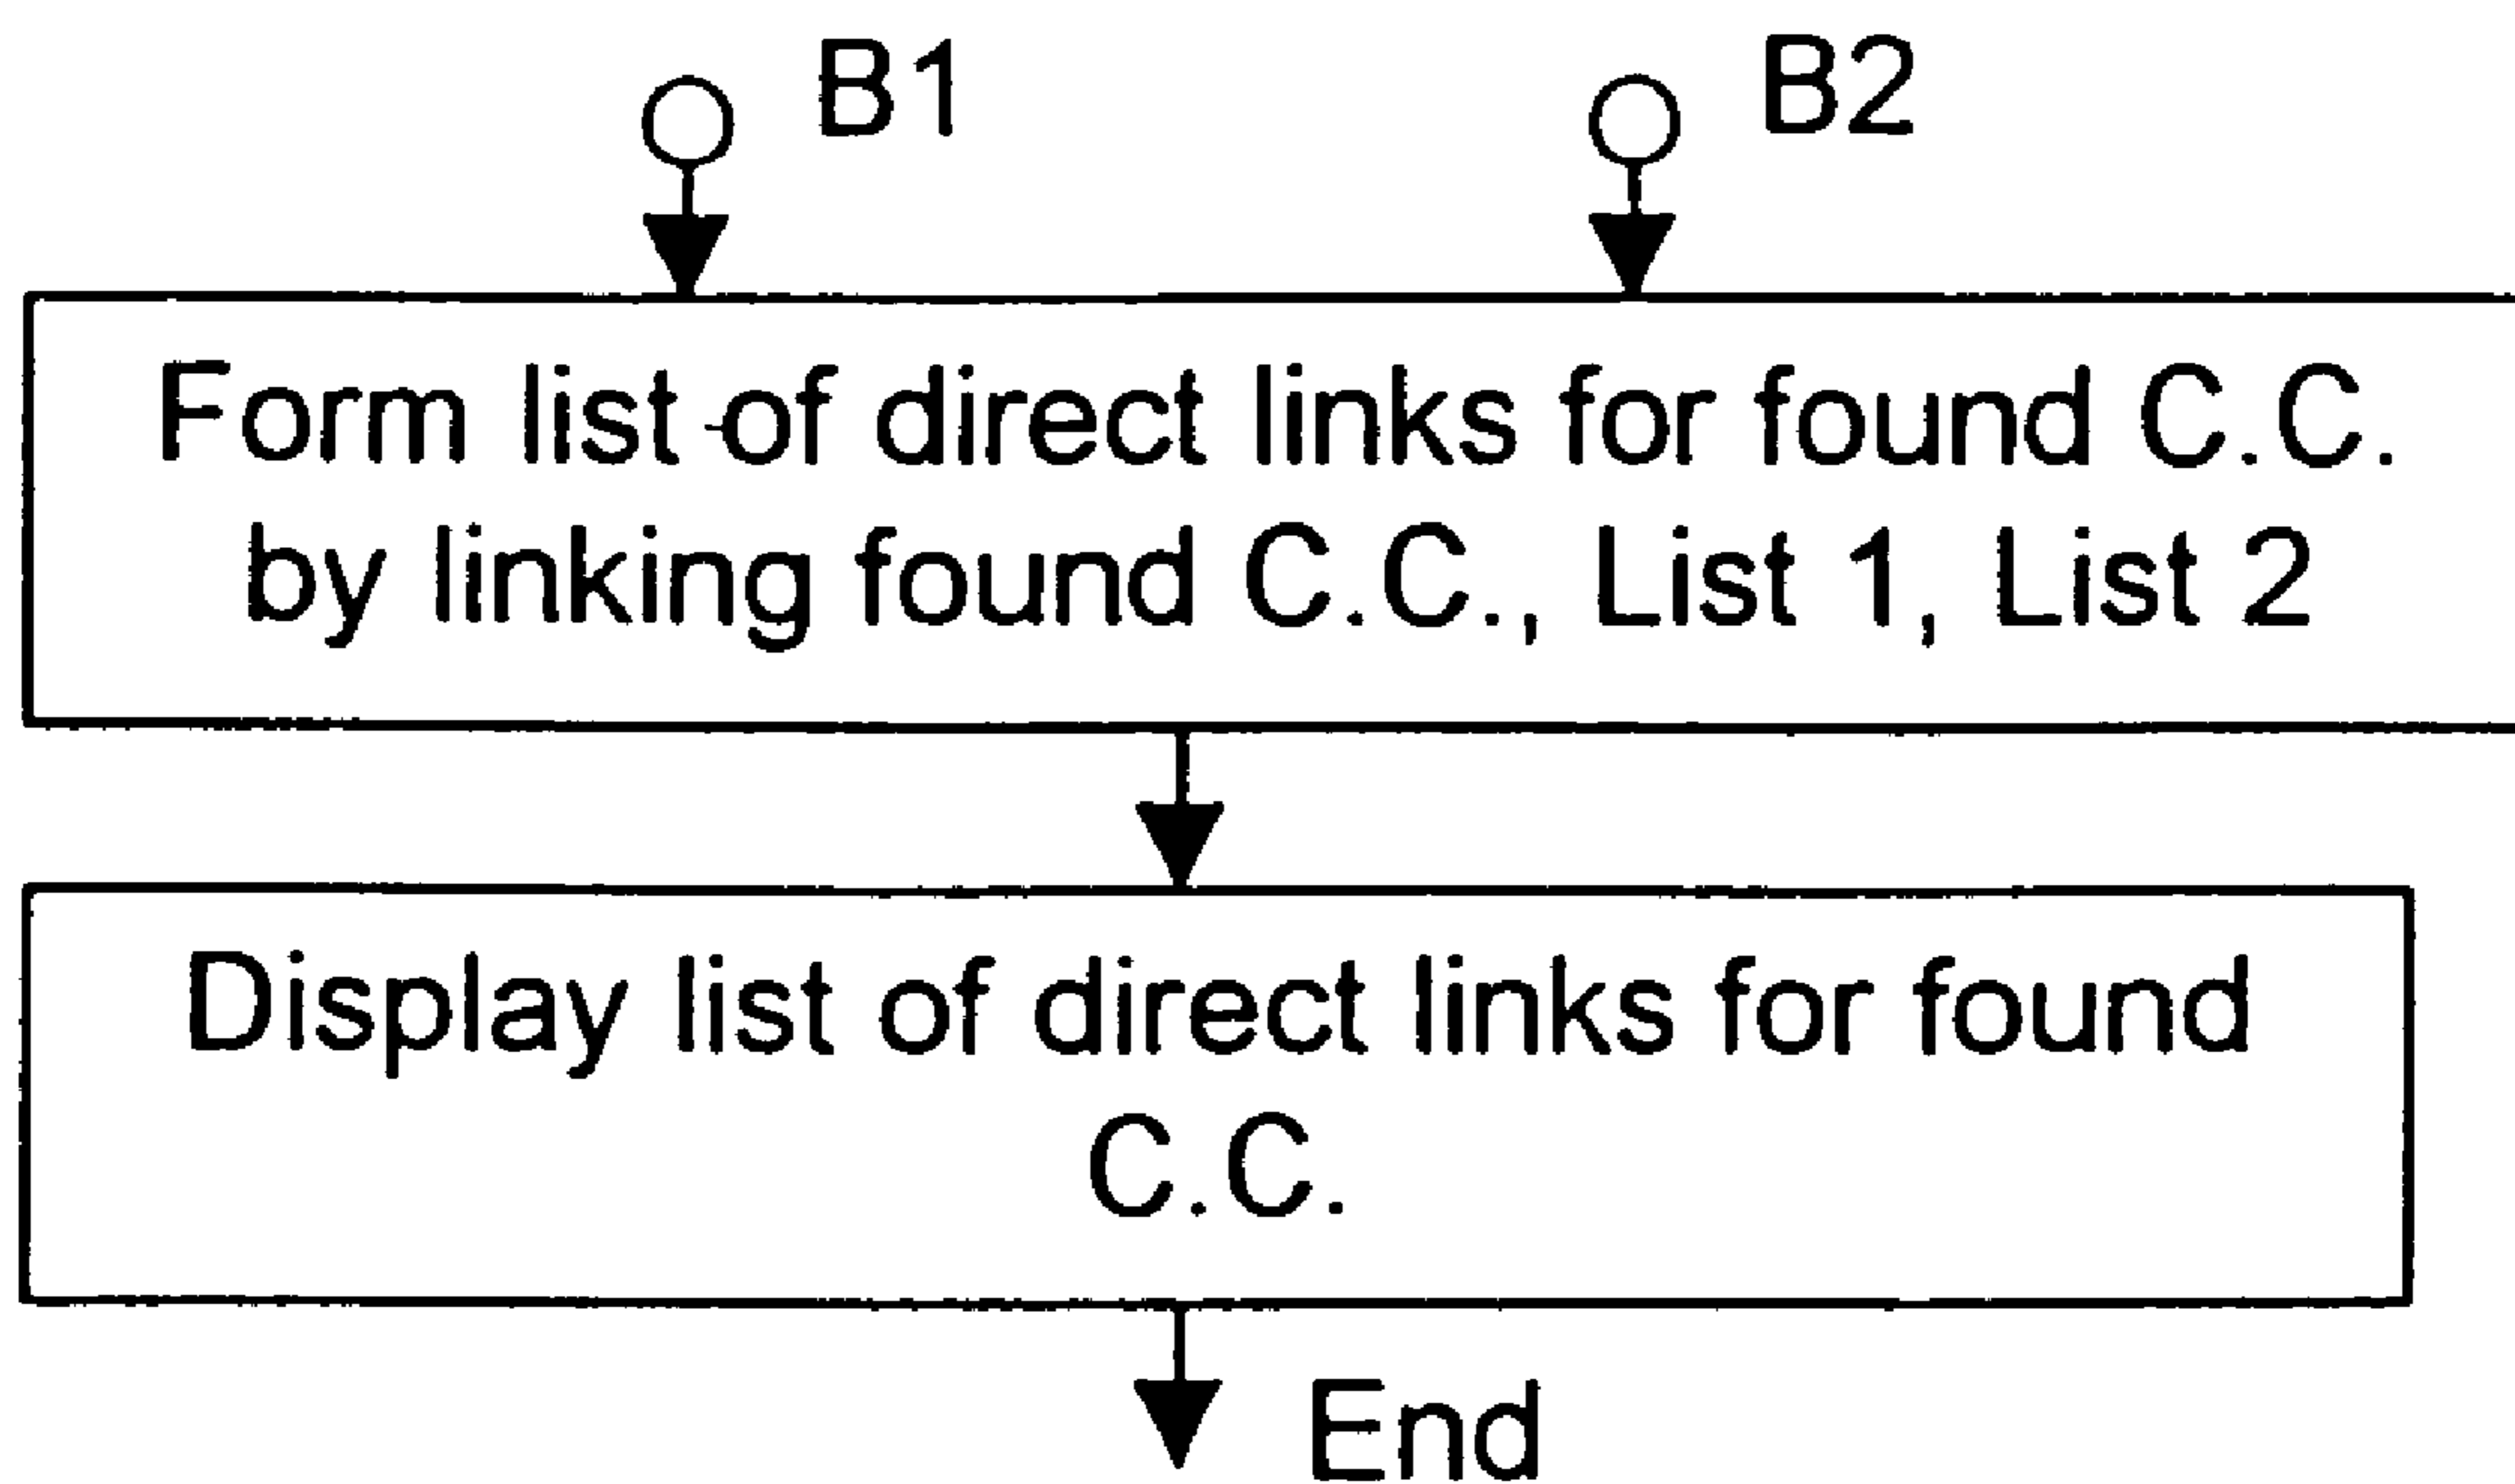 B1 B2
Form list of direct links for found C.C.
by linking found C.C., List 1, List 2
Display list of direct links for found
C.C.
End